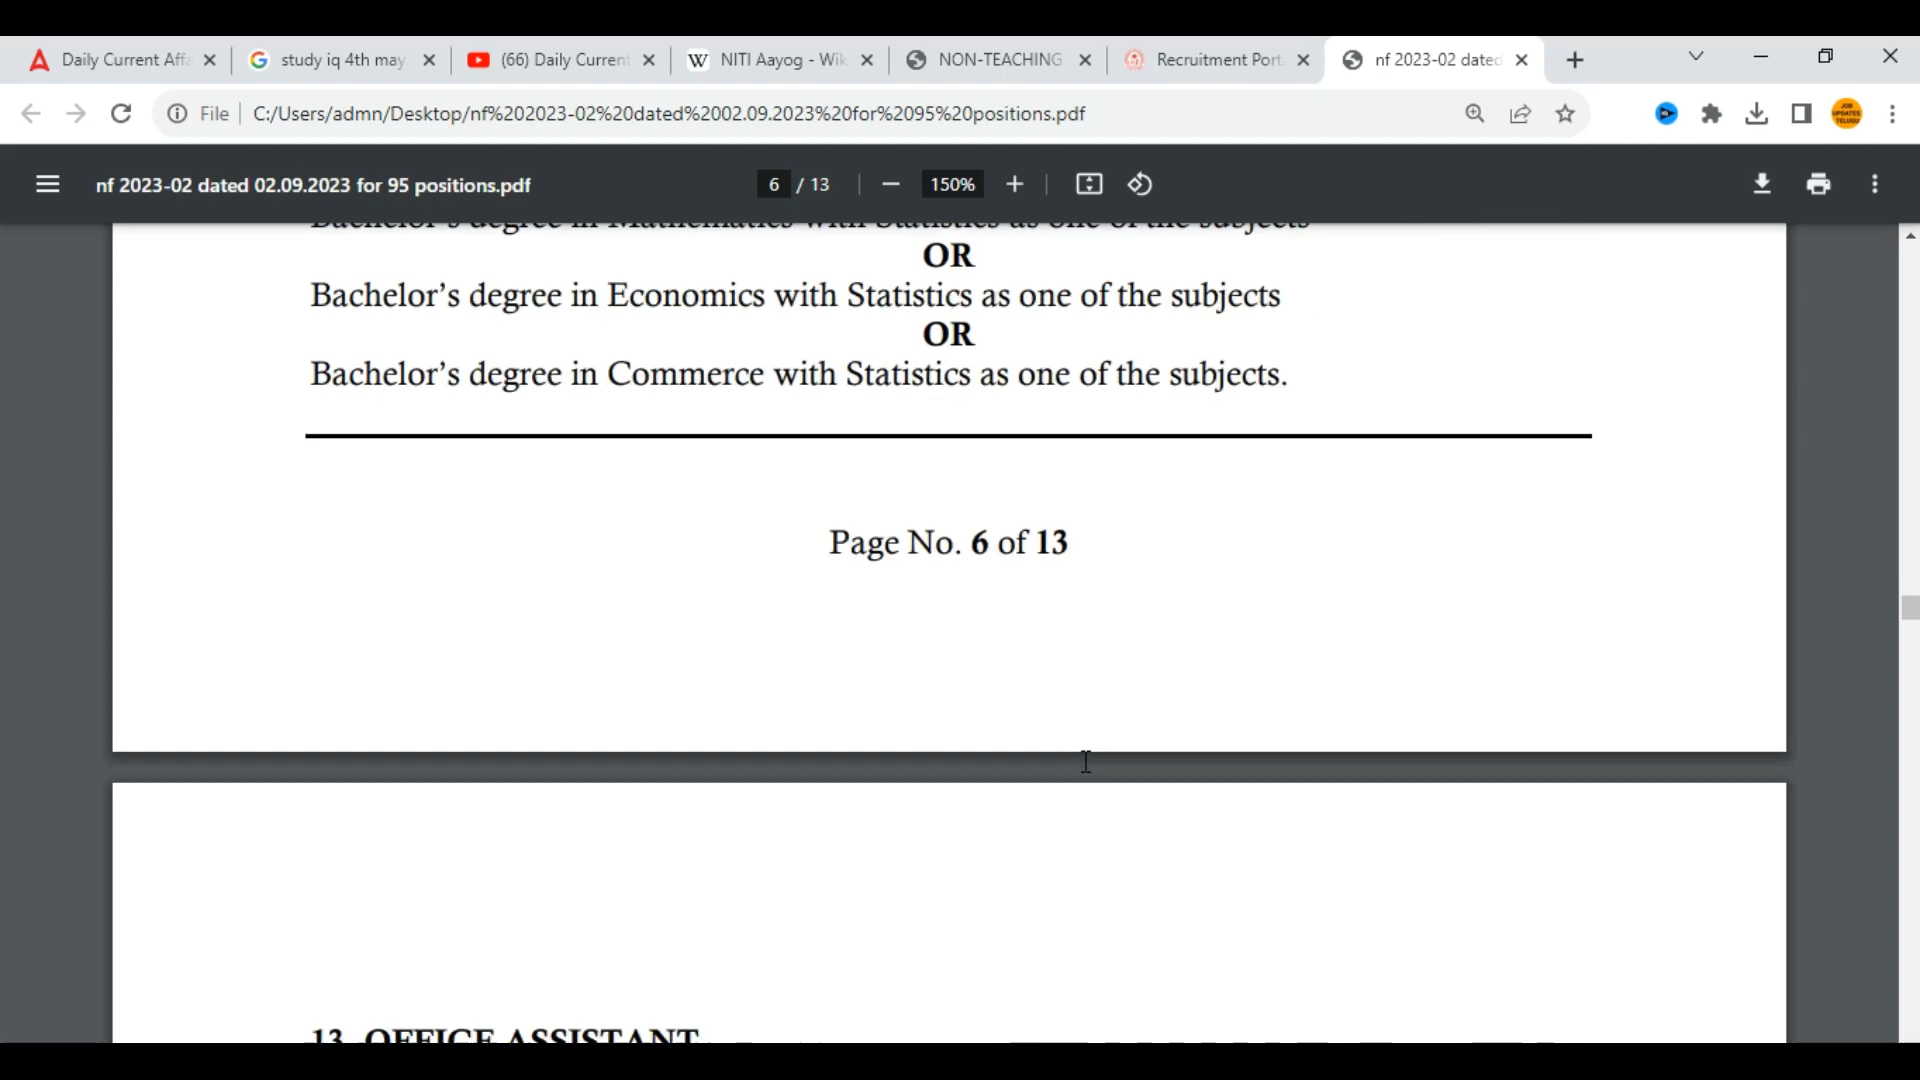 Daily Current Affa
study iq 4th may
(66) Daily Current
W NITI Aayog - Wik
NON-TEACHING
Recruitment Port
nf 2023-02 dated
File C:/Users/admn/Desktop/nf%202023-02%20dated%2002.09.2023%20for%2095%20positions.pdf
JOB UPDATES TELUGU
nf 2023-02 dated 02.09.2023 for 95 positions.pdf
6 / 13
150%
Bachelor's degree in Mathematics with Statistics as one of the subjects
OR
Bachelor’s degree in Economics with Statistics as one of the subjects
OR
Bachelor’s degree in Commerce with Statistics as one of the subjects.
Page No. 6 of 13
13. OFFICE ASSISTANT